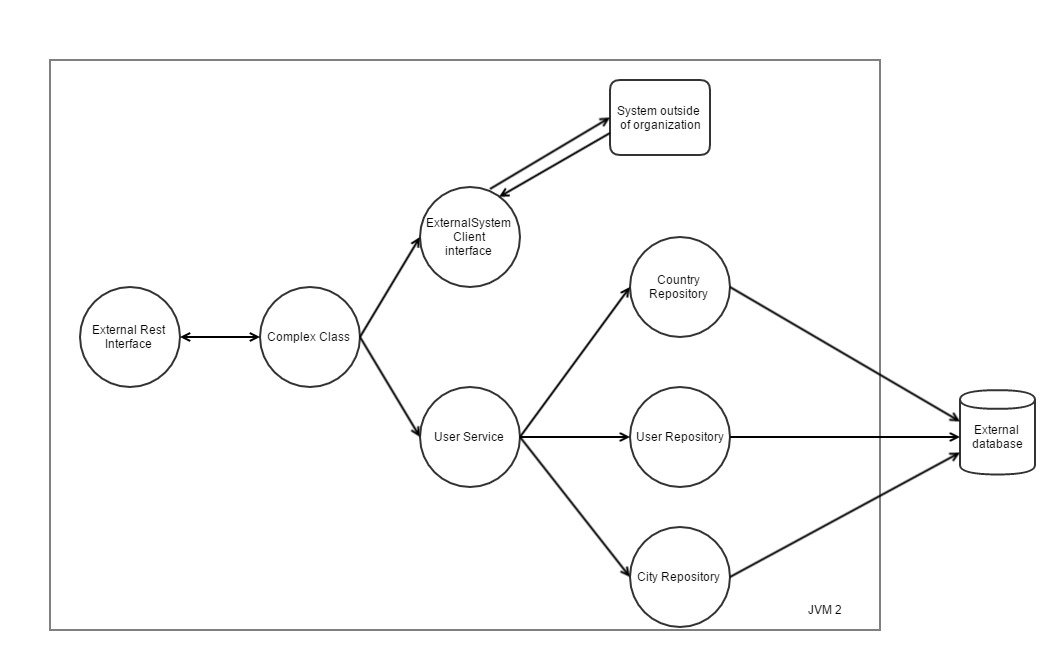 System outside
of organization
ExternalSystem
Client
interface
Country
Repository
External Rest
Interface
Complex Class
User Service
User Repository
External
database
City Repository
JVM 2